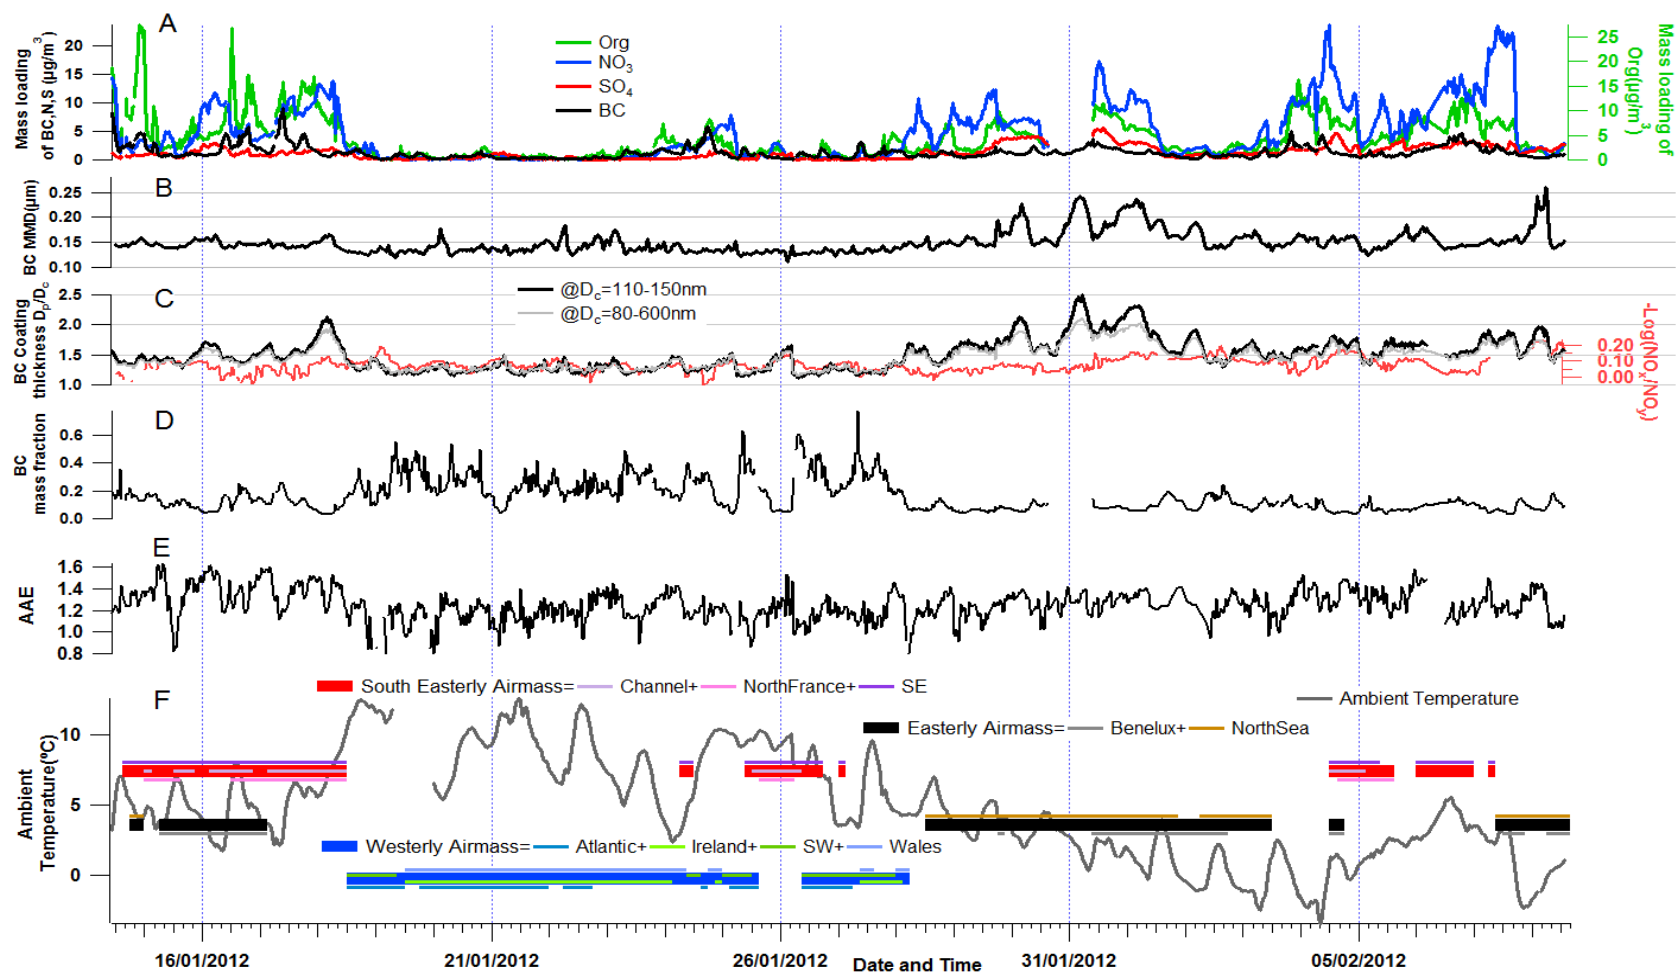 A
Mass loading
of BC,N,S (µg/m3)
20
15
10
5
0
Org
NO3
SO4
BC
25
20
15
10
5
0
Mass loading of
Org(µg/m3)
B
BC MMD(µm)
0.25
0.20
0.15
0.10
C
BC Coating
thickness Dp/Dc
2.5
2.0
1.5
1.0
@Dc=110-150nm
@Dc=80-600nm
0.20
0.10
0.00
-Log(NOx/NOy)
D
BC
mass fraction
0.6
0.4
0.2
0.0
E
AAE
1.6
1.4
1.2
1.0
0.8
F
Ambient
Temperature(ºC)
10
5
0
South Easterly Airmass= Channel+ NorthFrance+ SE
Ambient Temperature
Easterly Airmass= Benelux+ NorthSea
Westerly Airmass= Atlantic+ Ireland+ SW+ Wales
16/01/2012 21/01/2012 26/01/2012 31/01/2012 05/02/2012
Date and Time